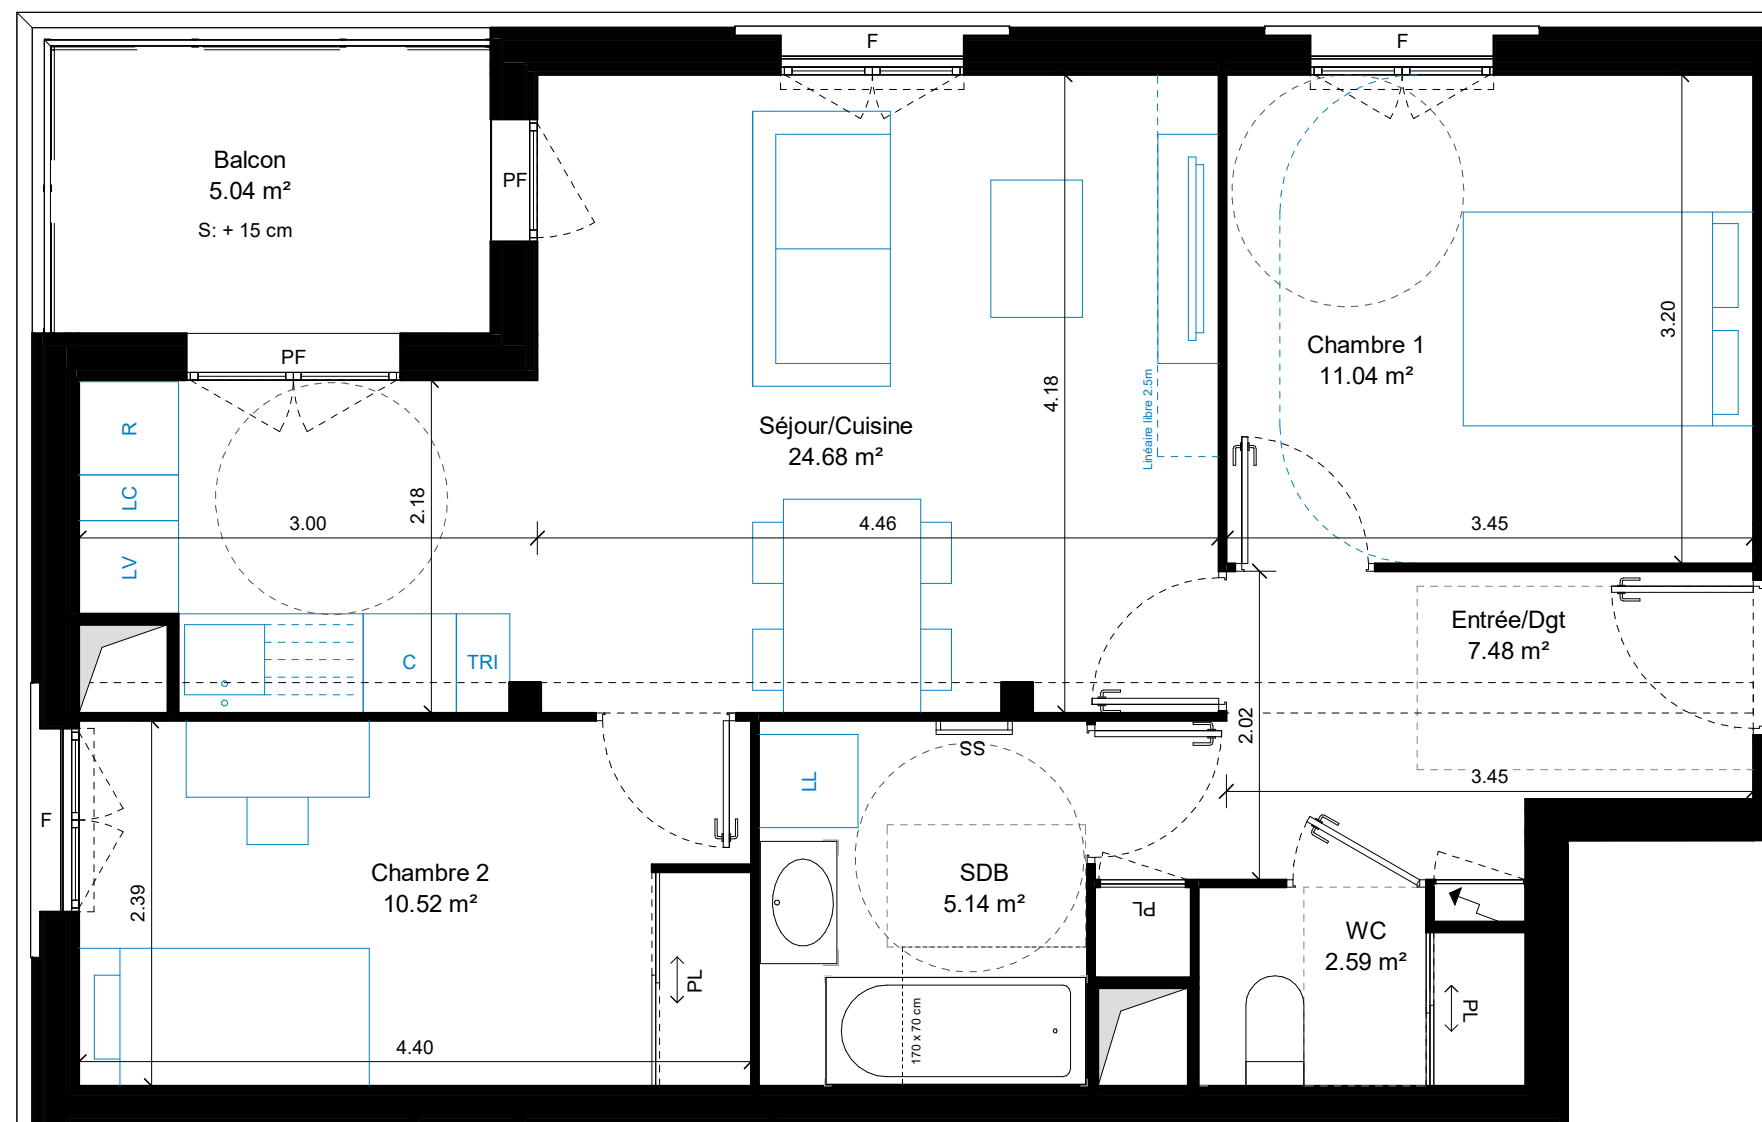 F
F
Balcon
5.04 m²
S: + 15 cm
PF
PF
Chambre 1
11.04 m²
3.20
4.18
Linéaire libre 2.5m
Séjour/Cuisine
24.68 m²
R
LC
LV
2.18
3.00
4.46
3.45
C
TRI
Entrée/Dgt
7.48 m²
2.02
3.45
SS
LL
F
Chambre 2
10.52 m²
2.39
4.40
PL
SDB
5.14 m²
170 x 70 cm
PL
WC
2.59 m²
PL